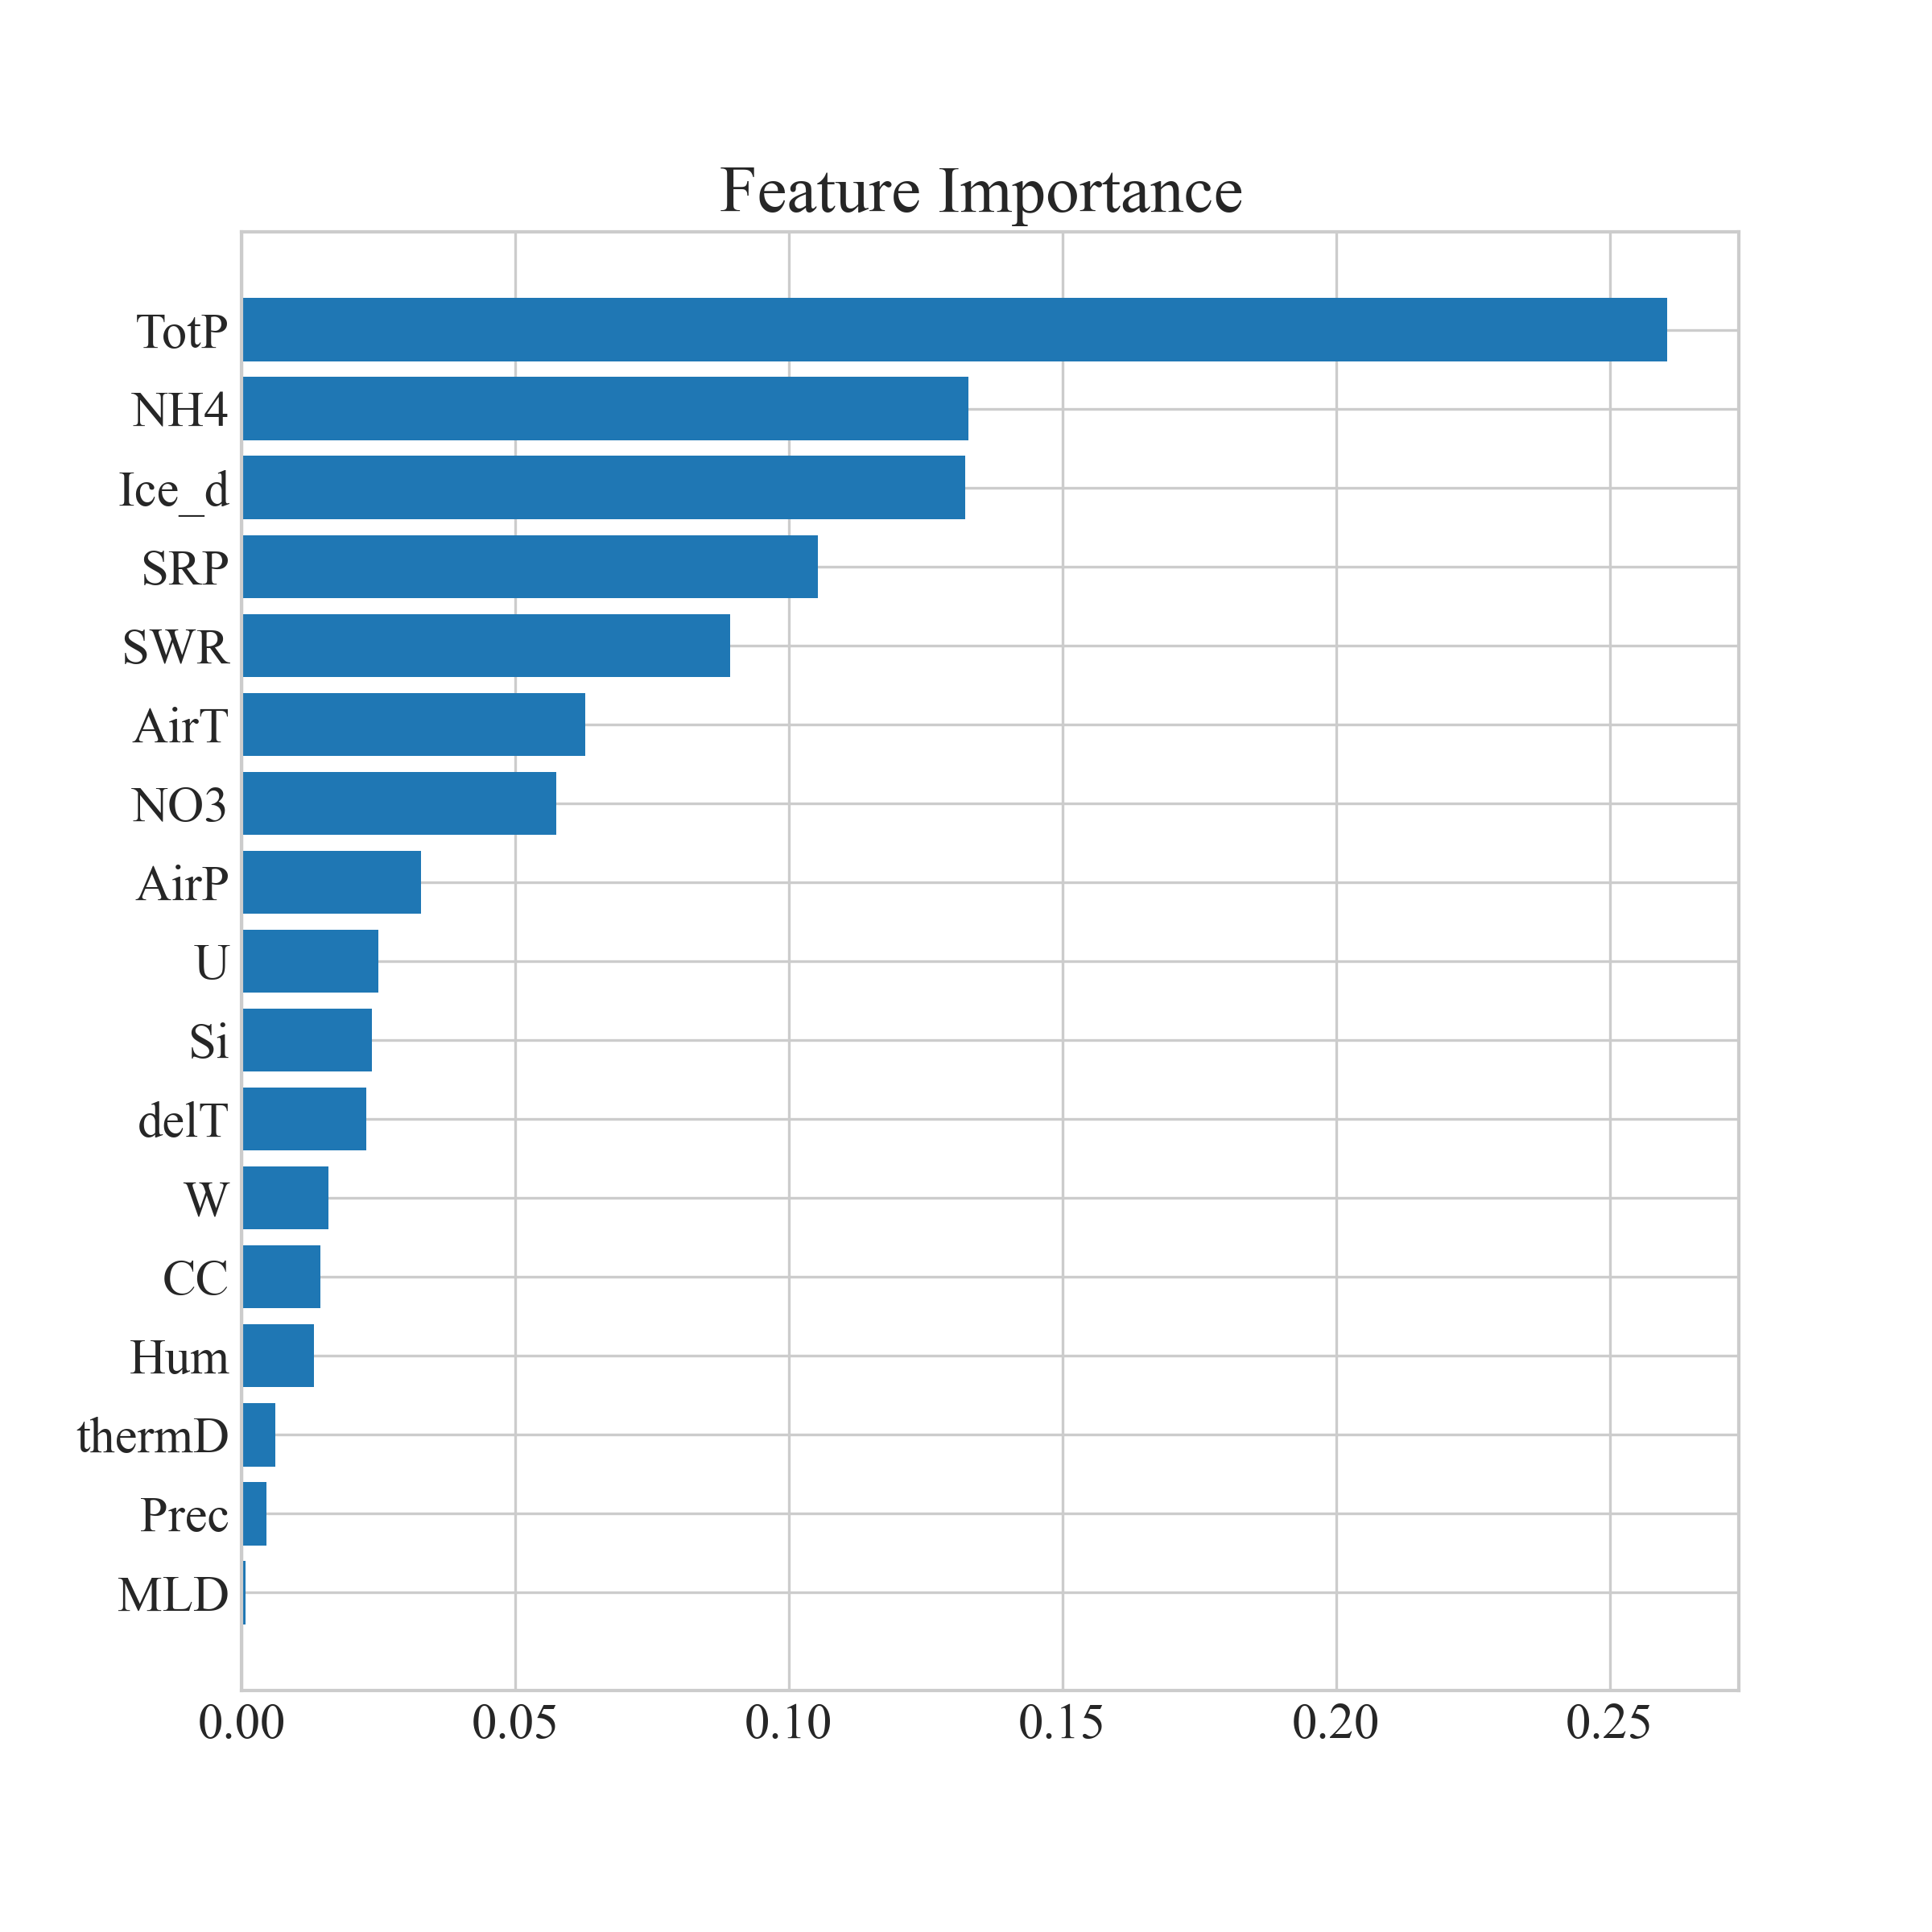 Feature Importance
TotP
NH4
Ice_d
SRP
SWR
AirT
NO3
AirP
U
Si
delT
W
CC
Hum
thermD
Prec
MLD
0.00 0.05 0.10 0.15 0.20 0.25